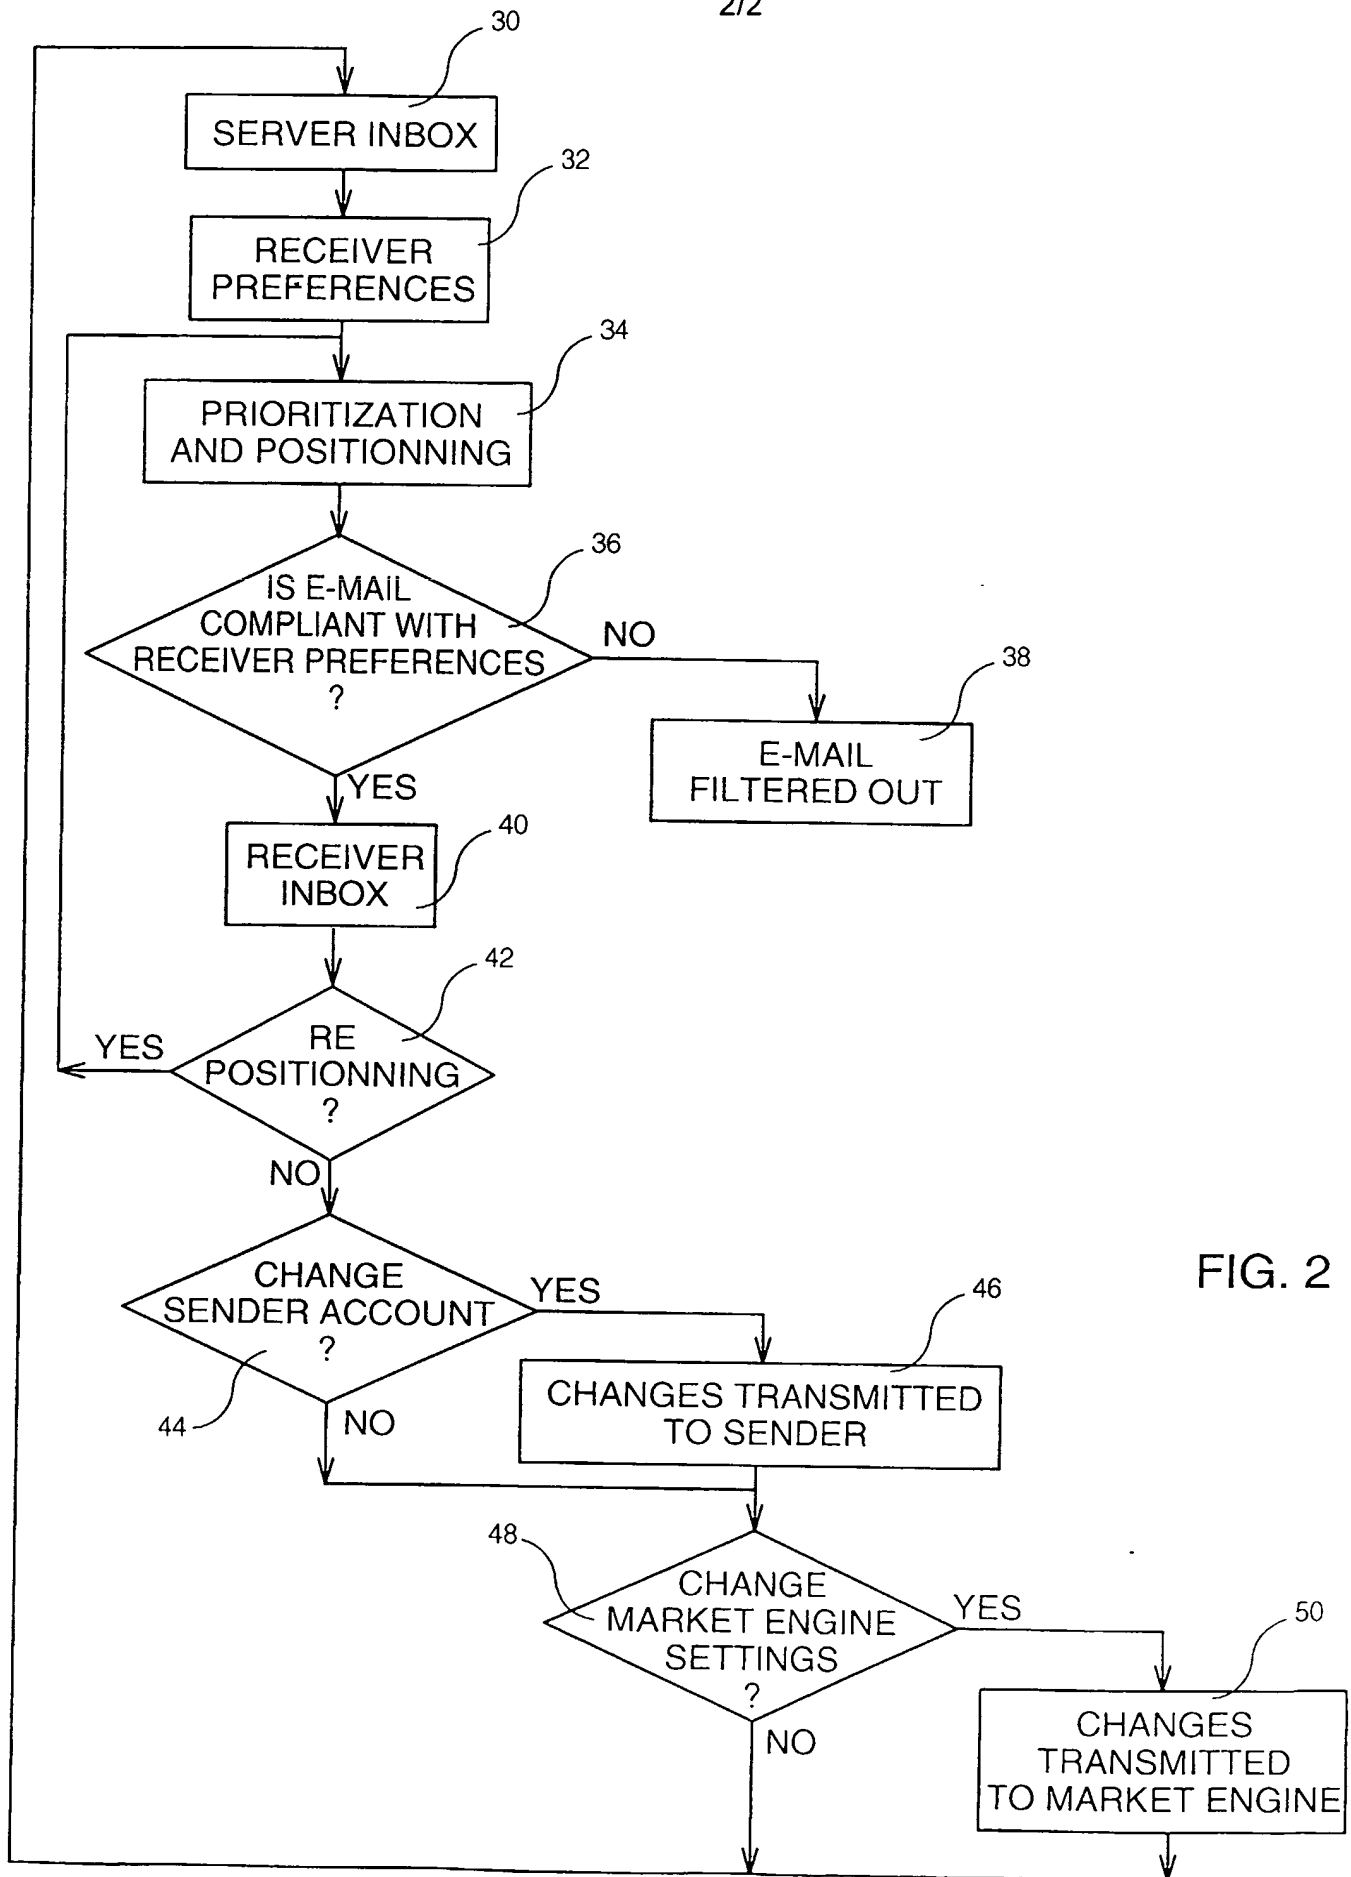 2/2
30
SERVER INBOX
32
RECEIVER
PREFERENCES
34
PRIORITIZATION
AND POSITIONNING
36
IS E-MAIL
COMPLIANT WITH
RECEIVER PREFERENCES
?
NO
38
E-MAIL
FILTERED OUT
YES
40
RECEIVER
INBOX
42
RE
POSITIONNING
?
YES
NO
FIG. 2
CHANGE
SENDER ACCOUNT
?
YES
46
44
NO
CHANGES TRANSMITTED
TO SENDER
48
CHANGE
MARKET ENGINE
SETTINGS
?
YES
50
NO
CHANGES
TRANSMITTED
TO MARKET ENGINE